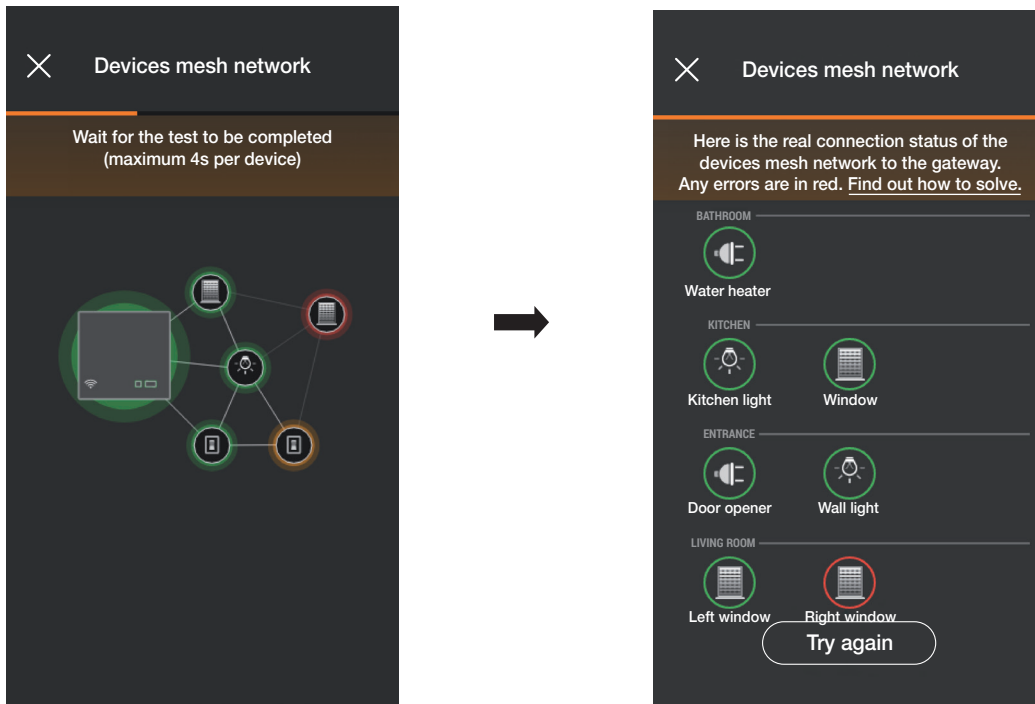 Devices mesh network
Wait for the test to be completed
(maximum 4s per device)
Devices mesh network
Here is the real connection status of the
devices mesh network to the gateway.
Any errors are in red. Find out how to solve.
BATHROOM
Water heater
KITCHEN
Kitchen light
Window
ENTRANCE
Door opener
Wall light
LIVING ROOM
Left window
Right window
Try again